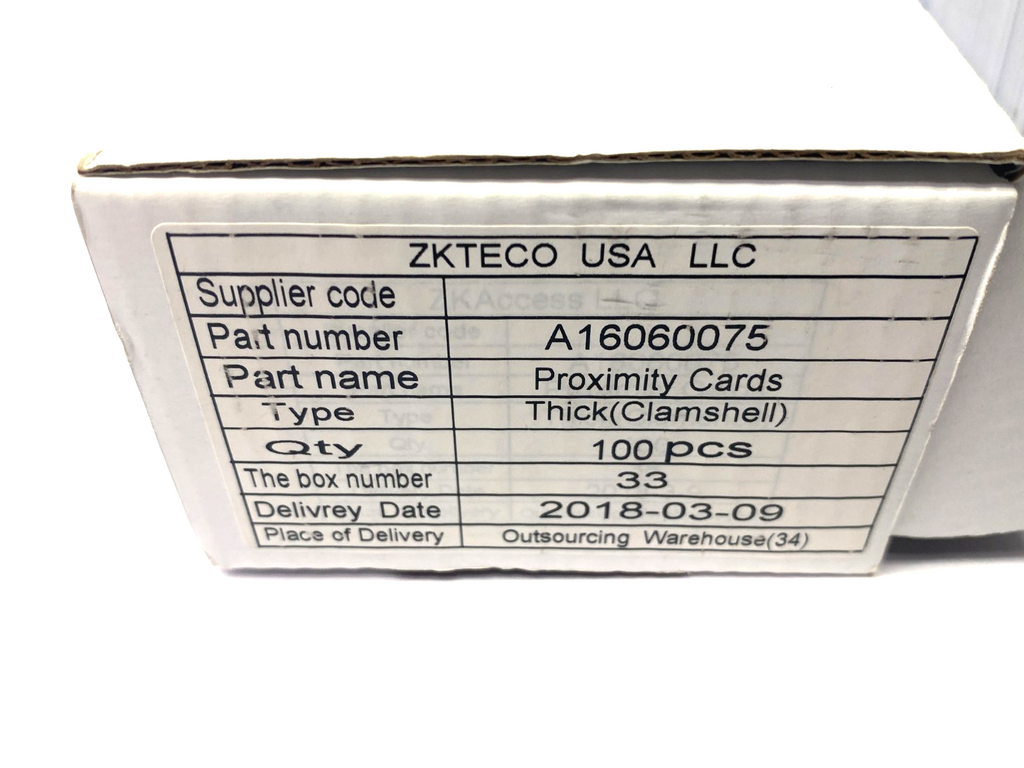 ZKTECO USA LLC
Supplier code
Part number A16060075
Part name Proximity Cards
Type Thick(Clamshell)
Qty 100 pcs
The box number 33
Delivrey Date 2018-03-09
Place of Delivery Outsourcing Warehouse(34)